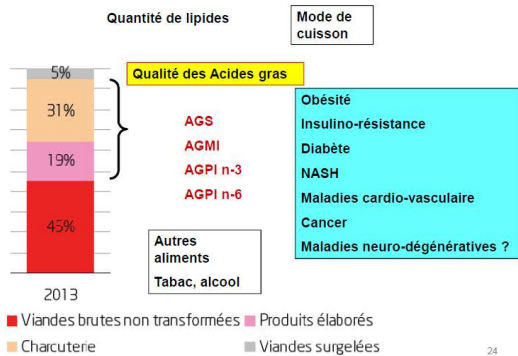 Quantité de lipides
Mode de
cuisson
Qualité des Acides gras
5%
31%
19%
45%
2013
AGS
AGMI
AGPI n-3
AGPI n-6
Obésité
Insulino-résistance
Diabète
NASH
Maladies cardio-vasculaire
Cancer
Maladies neuro-dégénératives ?
Autres
aliments
Tabac, alcool
Viandes brutes non transformées
Produits élaborés
Charcuterie
Viandes surgelées
24